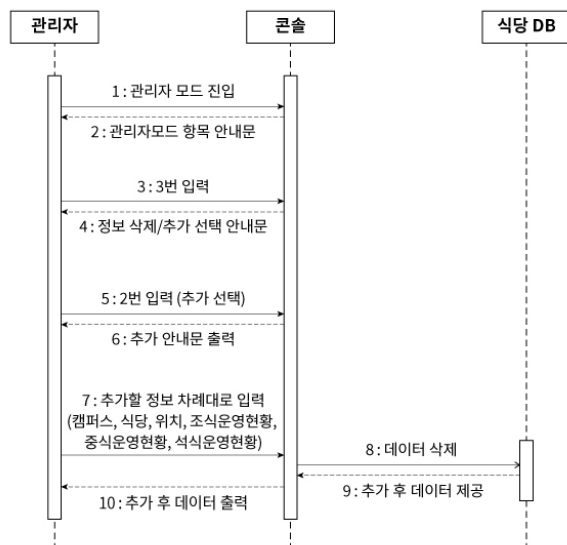 관리자
콘솔
식당 DB
1 : 관리자 모드 진입
2 : 관리자모드 항목 안내문
3 : 3번 입력
4 : 정보 삭제/추가 선택 안내문
5 : 2번 입력 (추가 선택)
6 : 추가 안내문 출력
7 : 추가할 정보 차례대로 입력
(캠퍼스, 식당, 위치, 조식운영현황,
중식운영현황, 석식운영현황)
8 : 데이터 삭제
9 : 추가 후 데이터 제공
10 : 추가 후 데이터 출력